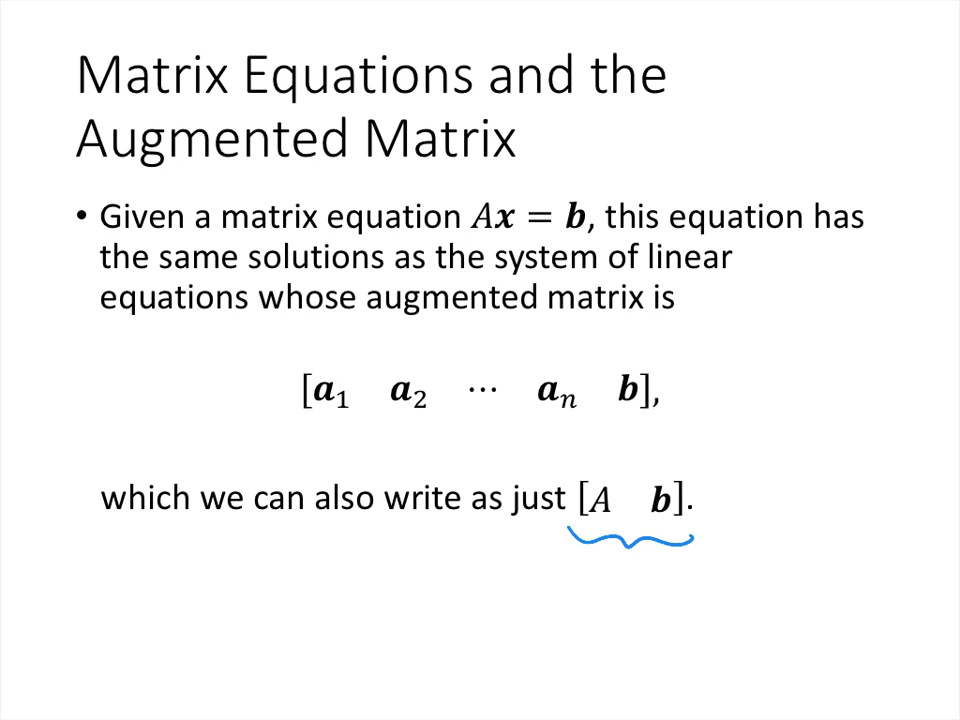 Matrix Equations and the
Augmented Matrix
• Given a matrix equation 𝐴𝒙 = 𝒃, this equation has
the same solutions as the system of linear
equations whose augmented matrix is
[𝒂₁ 𝒂₂ ⋯ 𝒂ₙ 𝒃],
which we can also write as just [𝐴 𝒃].